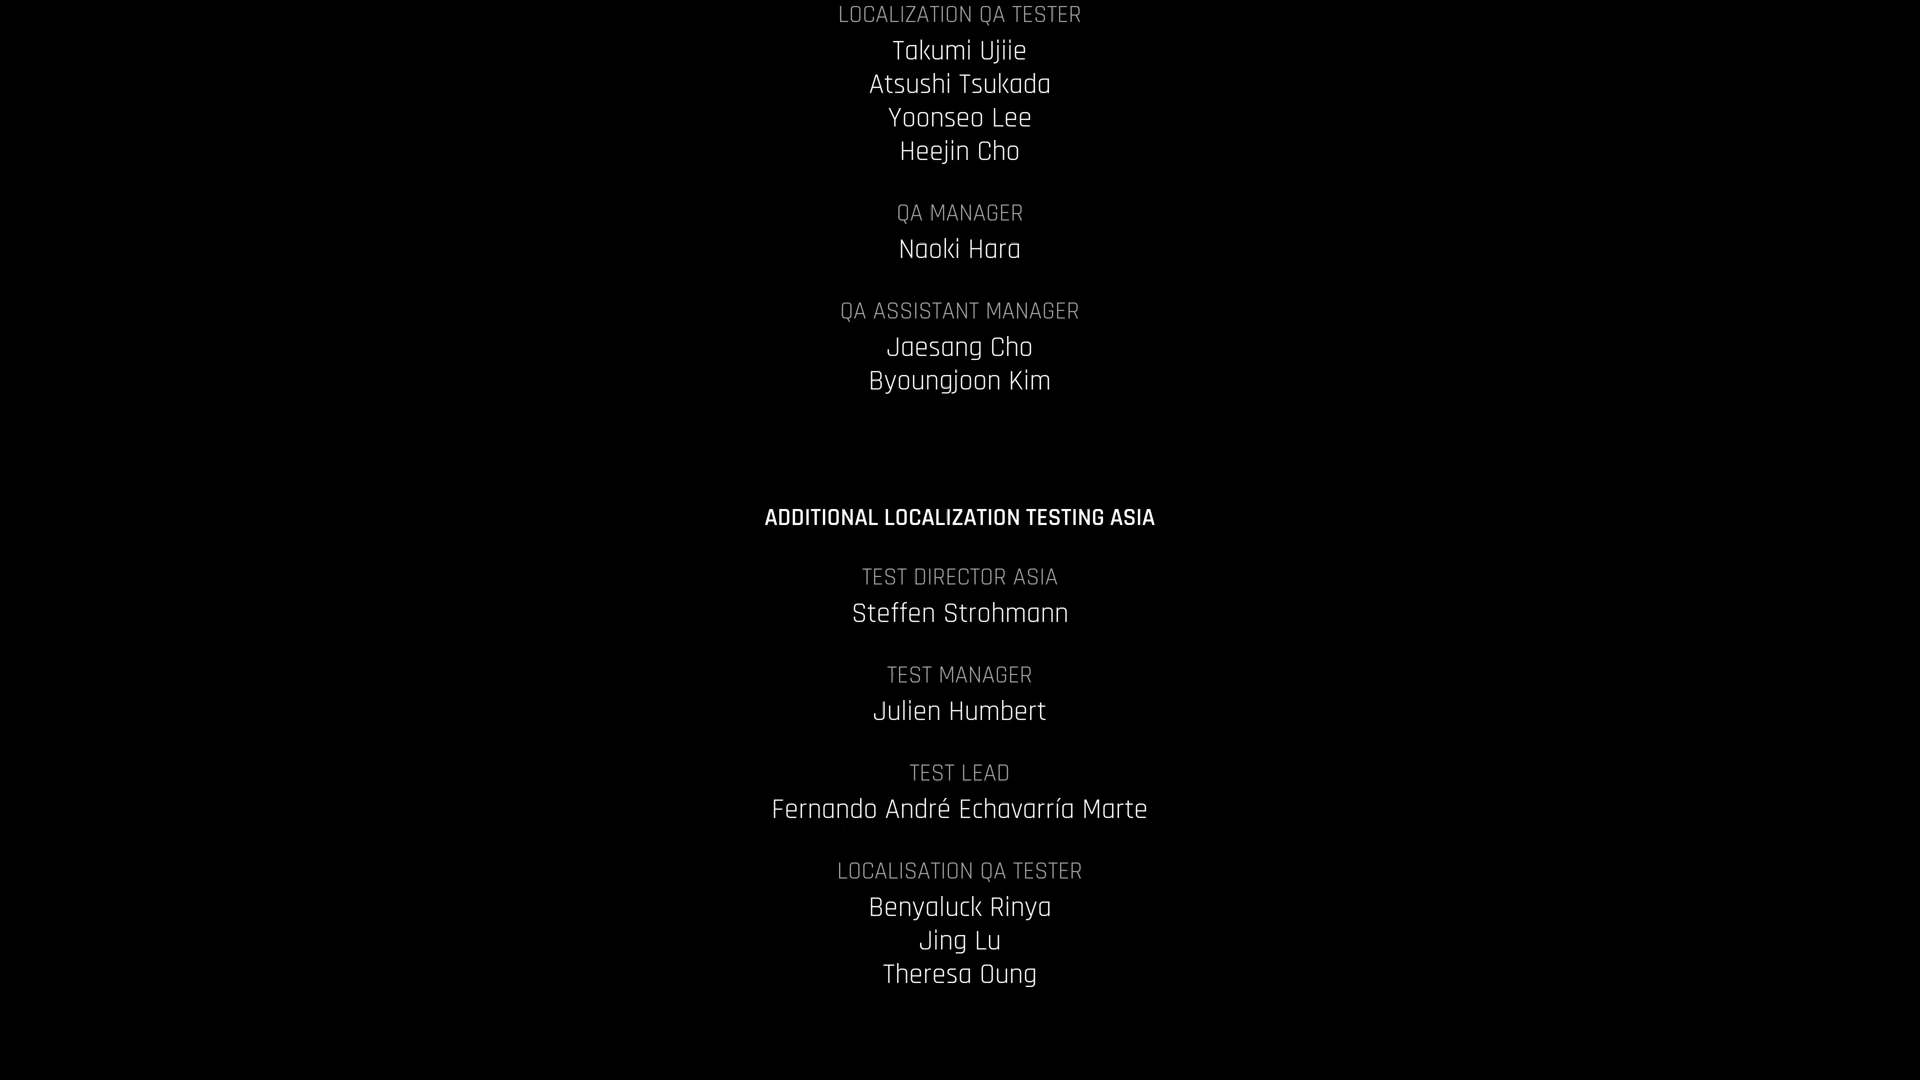 LOCALIZATION QA TESTER
Takumi Ujiie
Atsushi Tsukada
Yoonseo Lee
Heejin Cho
QA MANAGER
Naoki Hara
QA ASSISTANT MANAGER
Jaesang Cho
Byoungjoon Kim
ADDITIONAL LOCALIZATION TESTING ASIA
TEST DIRECTOR ASIA
Steffen Strohmann
TEST MANAGER
Julien Humbert
TEST LEAD
Fernando André Echavarría Marte
LOCALISATION QA TESTER
Benyaluck Rinya
Jing Lu
Theresa Oung